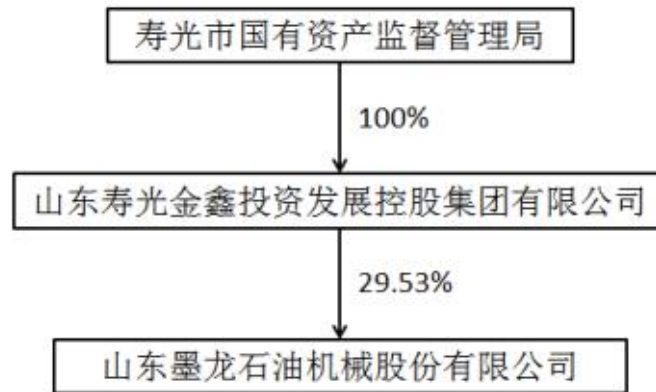 寿光市国有资产监督管理局
100%
山东寿光金鑫投资发展控股集团有限公司
29.53%
山东墨龙石油机械股份有限公司